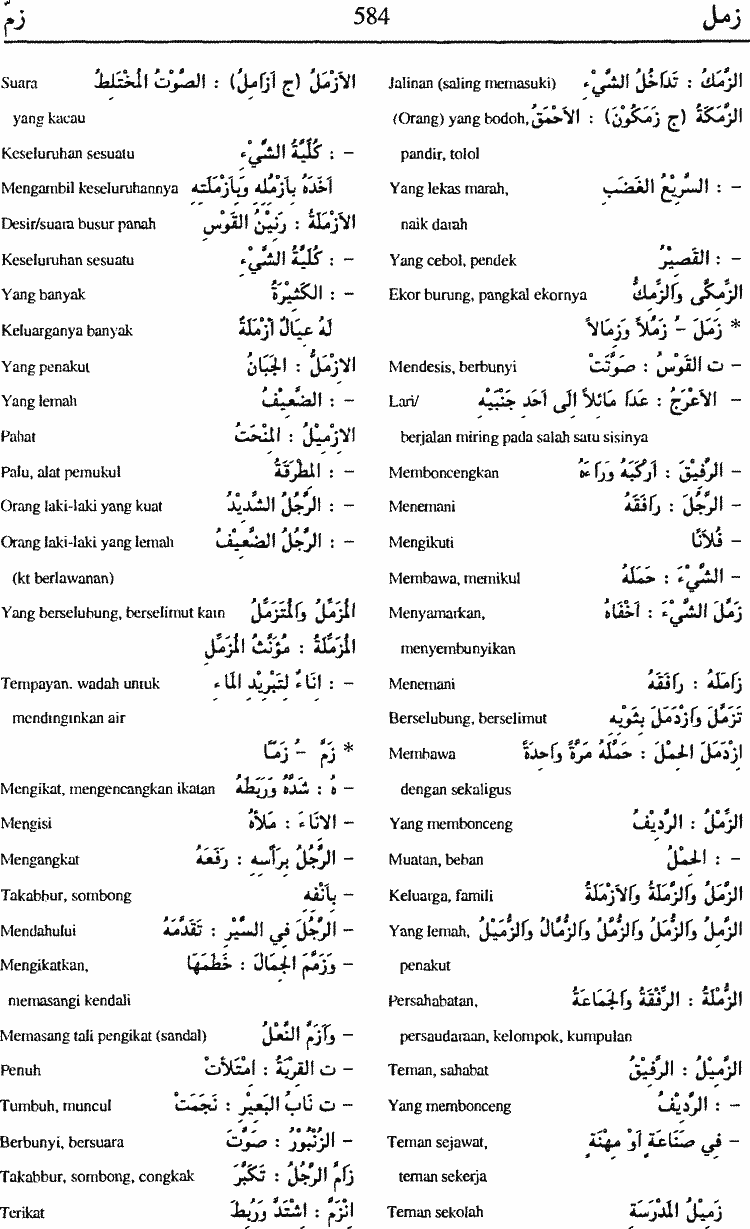 زمل 584 زمّ
الزَّمَكُ : تَدَاخُلُ الشَّيْءِ Jalinan (saling memasuki)
الزَّمَكَةُ (ج زَمَكُوْنَ) : الأَحْمَقُ (Orang) yang bodoh,
pandir, tolol
- : السَّرِيْعُ الغَضَبِ Yang lekas marah,
naik darah
- : القَصِيْرُ Yang cebol, pendek
الزِّمِكَّى وَالزِّمِكُّ Ekor burung, pangkal ekornya
* زَمَلَ - ُ زَمْلاً وَزِمَالاً
- ت القَوْسُ : صَوَّتَتْ Mendesis, berbunyi
- الأَعْرَجُ : عَدَا مَائِلاً اِلَى اَحَدِ جَنْبَيْهِ Lari/
berjalan miring pada salah satu sisinya
- الرَّفِيْقَ : اَرْكَبَهُ وَرَاءَهُ Memboncengkan
- الرَّجُلَ : رَافَقَهُ Menemani
- فُلاَنًا Mengikuti
- الشَّيْءَ : حَمَلَهُ Membawa, memikul
زَمَّلَ الشَّيْءَ : اَخْفَاهُ Menyamarkan,
menyembunyikan
زَامَلَهُ : رَافَقَهُ Menemani
تَزَمَّلَ وَازْدَمَلَ بِثَوْبِهِ Berselubung, berselimut
اِزْدَمَلَ الحِمْلَ : حَمَلَهُ مَرَّةً وَاحِدَةً Membawa
dengan sekaligus
الزِّمْلُ : الرَّدِيْفُ Yang membonceng
- : الحِمْلُ Muatan, beban
الزَّمَلُ وَالزَّمَلَةُ وَالاَزْمَلَةُ Keluarga, famili
الزَّمِلُ وَالزُّمَلُ وَالزُّمَّلُ وَالزُّمَّالُ وَالزُّمَّيْلُ Yang lemah,
penakut
الزُّمْلَةُ : الرُّفْقَةُ وَالجَمَاعَةُ Persahabatan,
persaudaraan, kelompok, kumpulan
الزَّمِيْلُ : الرَّفِيْقُ Teman, sahabat
- : الرَّدِيْفُ Yang membonceng
- فِي صِنَاعَةٍ اَوْ مِهْنَةٍ Teman sejawat,
teman sekerja
زَمِيْلُ المَدْرَسَةِ Teman sekolah
الاَزْمَلُ (ج اَزَامِلُ) : الصَّوْتُ المُخْتَلِطُ Suara
yang kacau
- : كُلِّيَّةُ الشَّيْءِ Keseluruhan sesuatu
اَخَذَهُ بِاَزْمَلِهِ وَبِاَزْمَلَتِهِ Mengambil keseluruhannya
الاَزْمَلَةُ : رَنِيْنُ القَوْسِ Desir/suara busur panah
- : كُلِّيَّةُ الشَّيْءِ Keseluruhan sesuatu
- : الكَثِيْرَةُ Yang banyak
لَهُ عِيَالٌ اَزْمَلَةٌ Keluarganya banyak
الاِزْمَلُّ : الجَبَانُ Yang penakut
- : الضَّعِيْفُ Yang lemah
الاِزْمِيْلُ : المِنْحَتُ Pahat
- : المِطْرَقَةُ Palu, alat pemukul
- : الرَّجُلُ الشَّدِيْدُ Orang laki-laki yang kuat
- : الرَّجُلُ الضَّعِيْفُ Orang laki-laki yang lemah
(kt berlawanan)
المُزَّمِّلُ وَالمُتَزَمِّلُ Yang berselubung, berselimut kain
المُزَمَّلَةُ : مُؤَنَّثُ المُزَمَّلِ
- : اِنَاءٌ لِتَبْرِيْدِ المَاءِ Tempayan. wadah untuk
mendinginkan air
* زَمَّ - ُ زَمًّا
- هُ : شَدَّهُ وَرَبَطَهُ Mengikat, mengencangkan ikatan
- الاِنَاءَ : مَلأَهُ Mengisi
- الرَّجُلُ بِرَأْسِهِ : رَفَعَهُ Mengangkat
- بِاَنْفِهِ Takabbur, sombong
- الرَّجُلَ فِي السَّيْرِ : تَقَدَّمَهُ Mendahului
- وَزَمَّمَ الجِمَالَ : خَطَمَهَا Mengikatkan,
memasangi kendali
- وَاَزَمَّ النَّعْلَ Memasang tali pengikat (sandal)
- ت القِرْبَةُ : اِمْتَلأَتْ Penuh
- ت نَابُ البَعِيْرِ : نَجَمَتْ Tumbuh, muncul
- الزُّنْبُوْرُ : صَوَّتَ Berbunyi, bersuara
زَامَّ الرَّجُلُ : تَكَبَّرَ Takabbur, sombong, congkak
اِنْزَمَّ : اِشْتَدَّ وَرُبِطَ Terikat